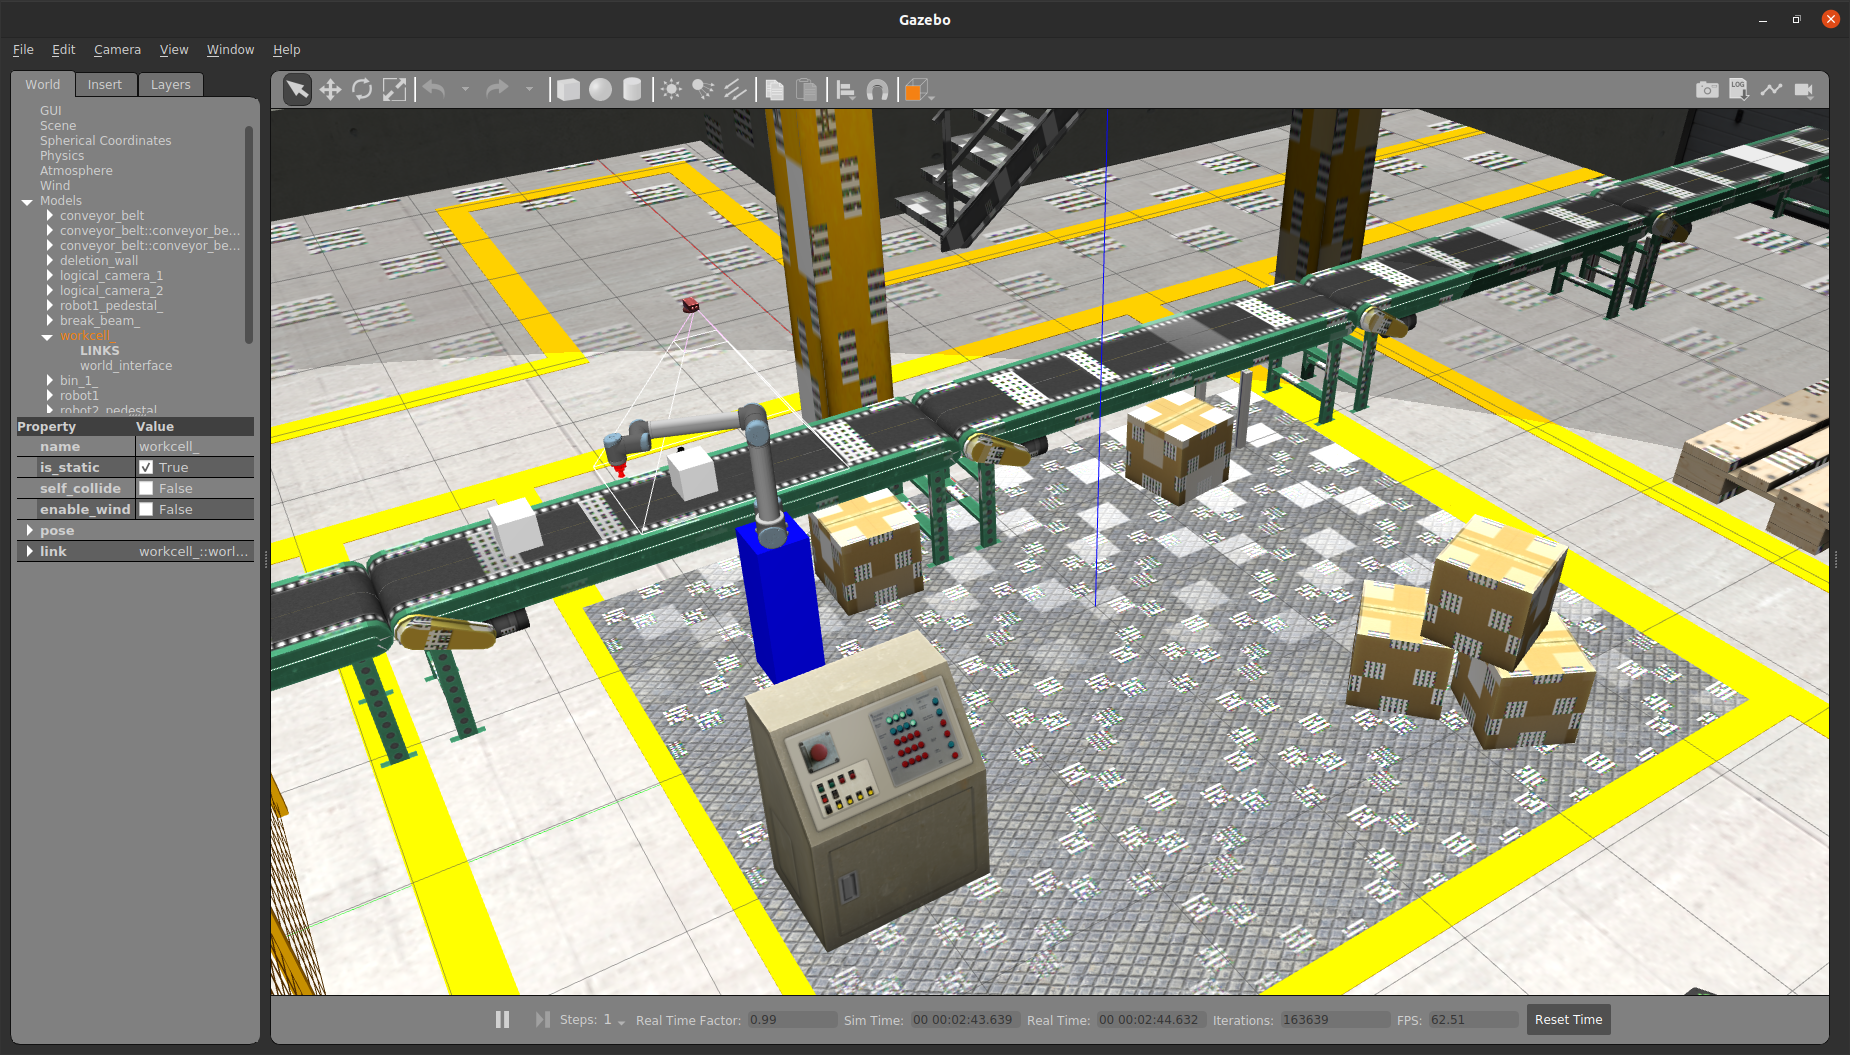 Gazebo
File Edit Camera View Window Help
World Insert Layers
LOG
GUI
Scene
Spherical Coordinates
Physics
Atmosphere
Wind
Models
conveyor_belt
conveyor_belt::conveyor_be...
conveyor_belt::conveyor_be...
deletion_wall
logical_camera_1
logical_camera_2
robot1_pedestal_
break_beam_
workcell_
LINKS
world_interface
bin_1_
robot1
robot2_pedestal
Property Value
name workcell_
is_static True
self_collide False
enable_wind False
pose
link workcell_::worl...
Steps: 1 Real Time Factor: 0.99 Sim Time: 00 00:02:43.639 Real Time: 00 00:02:44.632 Iterations: 163639 FPS: 62.51 Reset Time